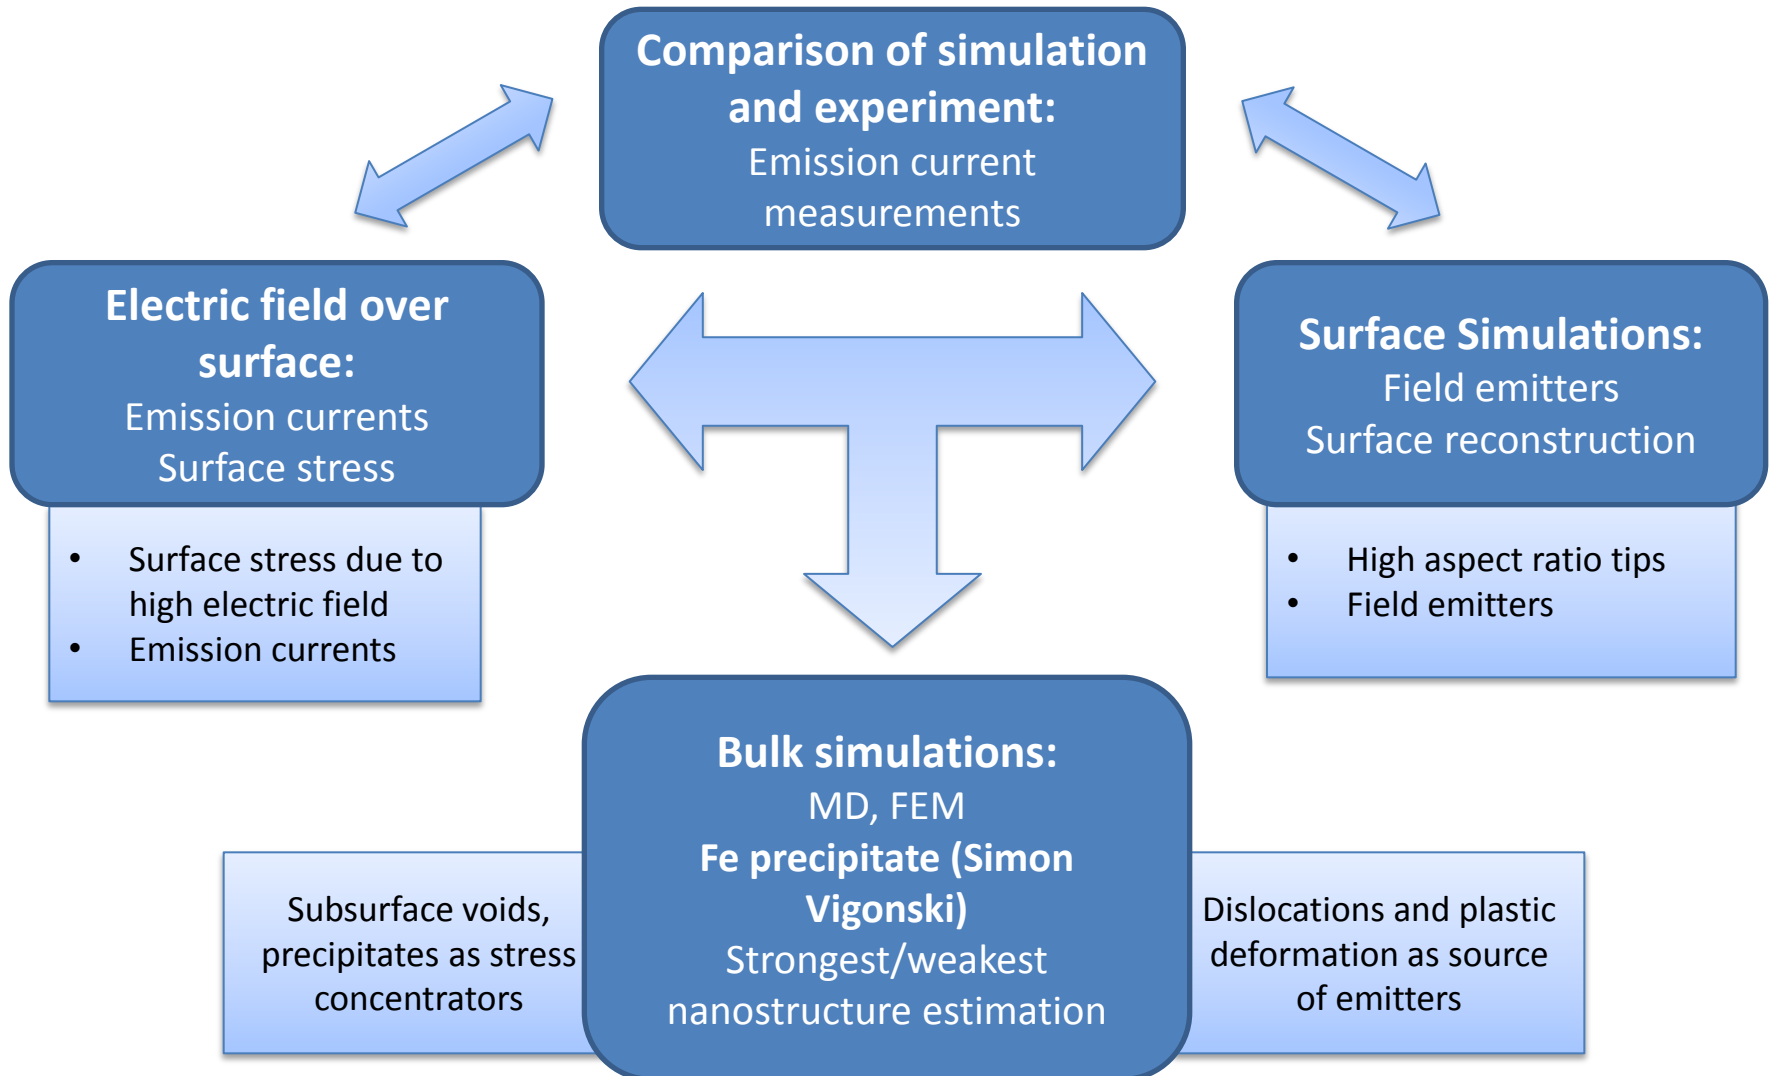 Comparison of simulation
and experiment:
Emission current
measurements
Electric field over
surface:
Emission currents
Surface stress
• Surface stress due to
high electric field
• Emission currents
Surface Simulations:
Field emitters
Surface reconstruction
• High aspect ratio tips
• Field emitters
Bulk simulations:
MD, FEM
Fe precipitate (Simon
Vigonski)
Strongest/weakest
nanostructure estimation
Subsurface voids,
precipitates as stress
concentrators
Dislocations and plastic
deformation as source
of emitters